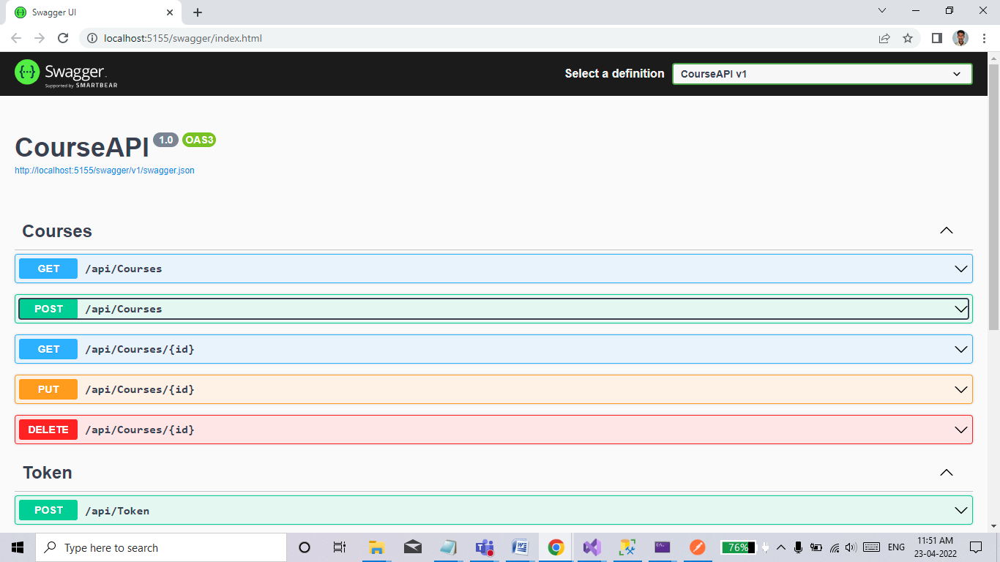 Swagger UI
localhost:5155/swagger/index.html
Swagger
Supported by SMARTBEAR
Select a definition
CourseAPI v1
CourseAPI 1.0 OAS3
http://localhost:5155/swagger/v1/swagger.json
Courses
GET /api/Courses
POST /api/Courses
GET /api/Courses/{id}
PUT /api/Courses/{id}
DELETE /api/Courses/{id}
Token
POST /api/Token
Type here to search
76%
ENG
11:51 AM
23-04-2022